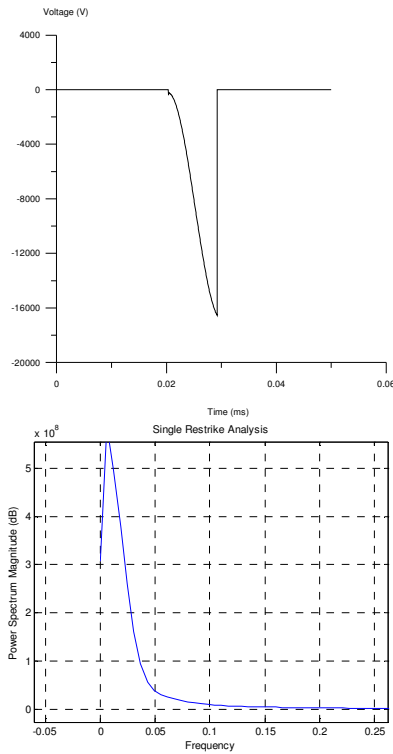 Voltage (V)
4000
0
-4000
-8000
-12000
-16000
-20000
0 0.02 0.04 0.06
Time (ms)
x 10^8
Single Restrike Analysis
5
4
3
2
1
0
Power Spectrum Magnitude (dB)
-0.05 0 0.05 0.1 0.15 0.2 0.25
Frequency